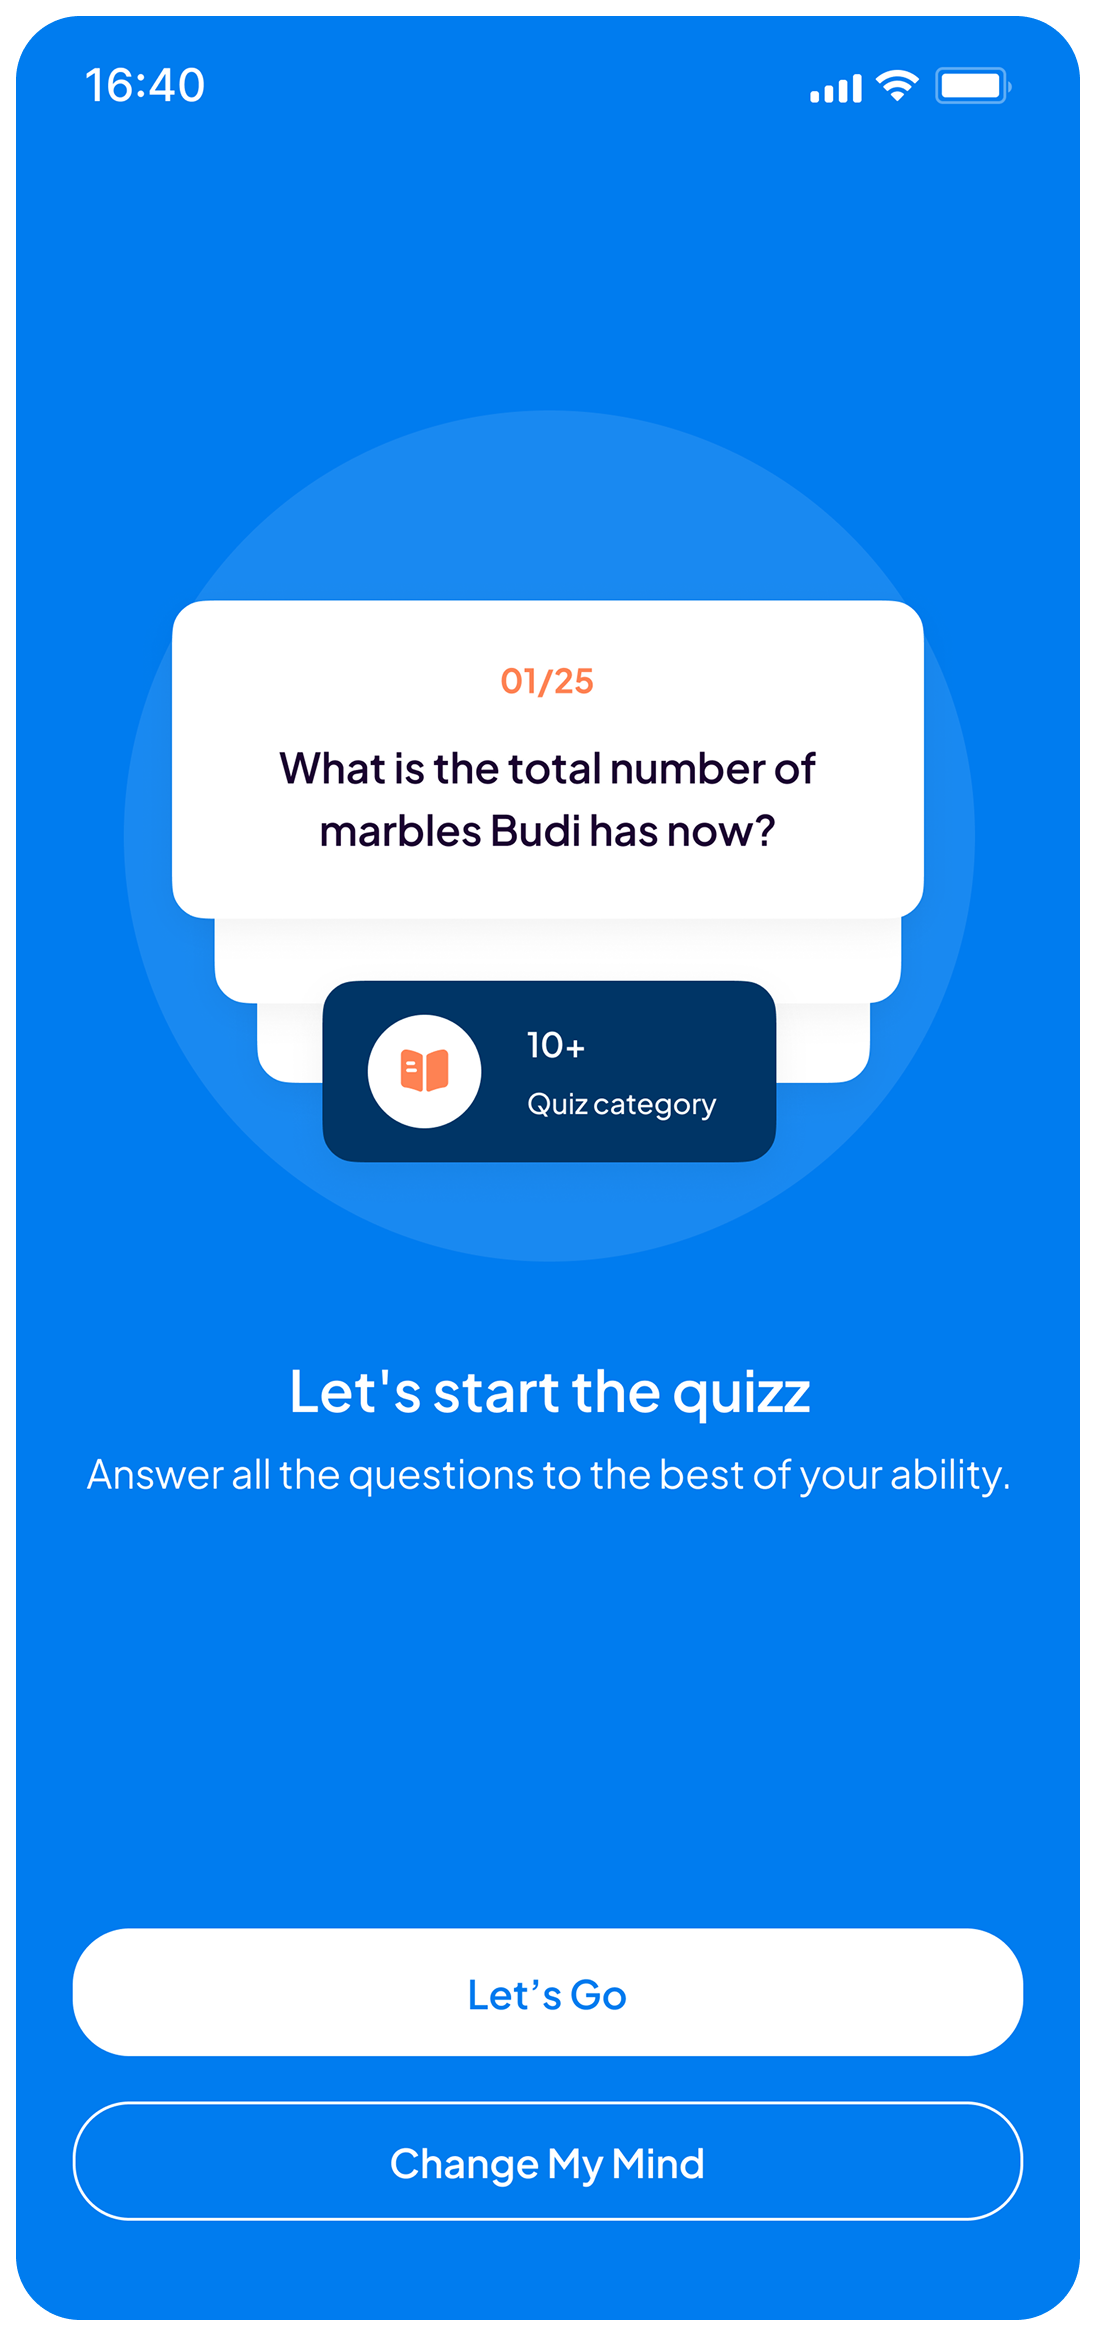 16:40
01/25
What is the total number of
marbles Budi has now?
10+
Quiz category
Let's start the quizz
Answer all the questions to the best of your ability.
Let’s Go
Change My Mind